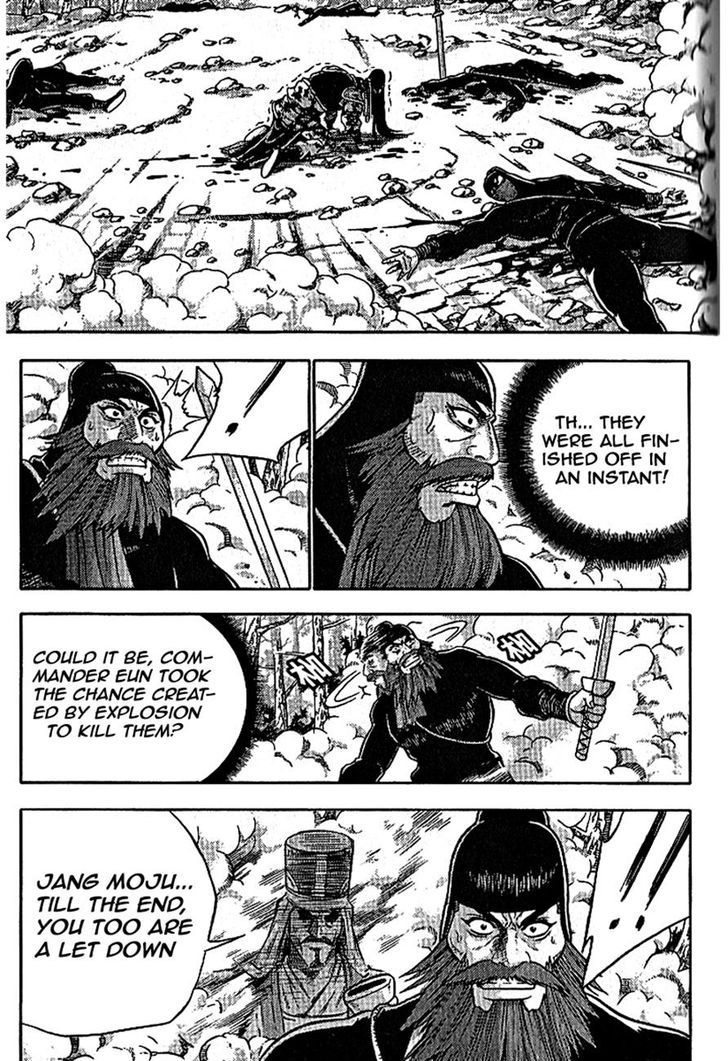 TH... THEY
WERE ALL FIN-
ISHED OFF IN
AN INSTANT!
COULD IT BE, COM-
MANDER EUN TOOK
THE CHANCE CREAT-
ED BY EXPLOSION
TO KILL THEM?
JANG MOJU...
TILL THE END,
YOU TOO ARE
A LET DOWN